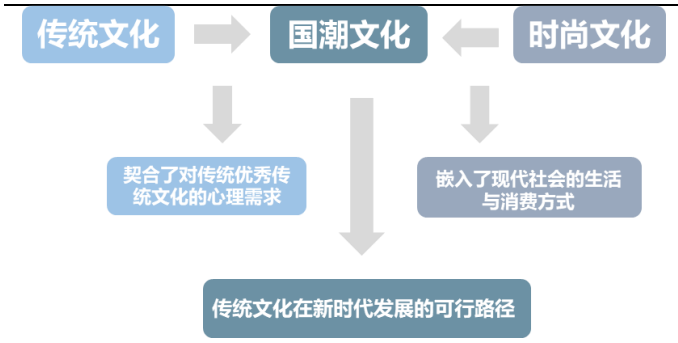 传统文化
国潮文化
时尚文化
契合了对传统优秀传
统文化的心理需求
嵌入了现代社会的生活
与消费方式
传统文化在新时代发展的可行路径